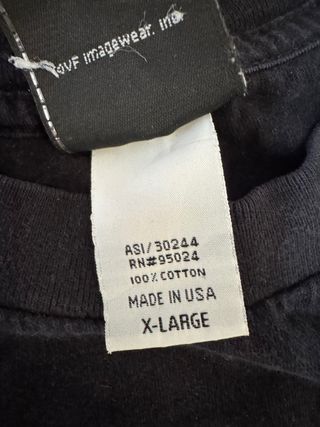 vf imagewear, inc.
ASI/30244
RN#95024
100% COTTON
MADE IN USA
X-LARGE